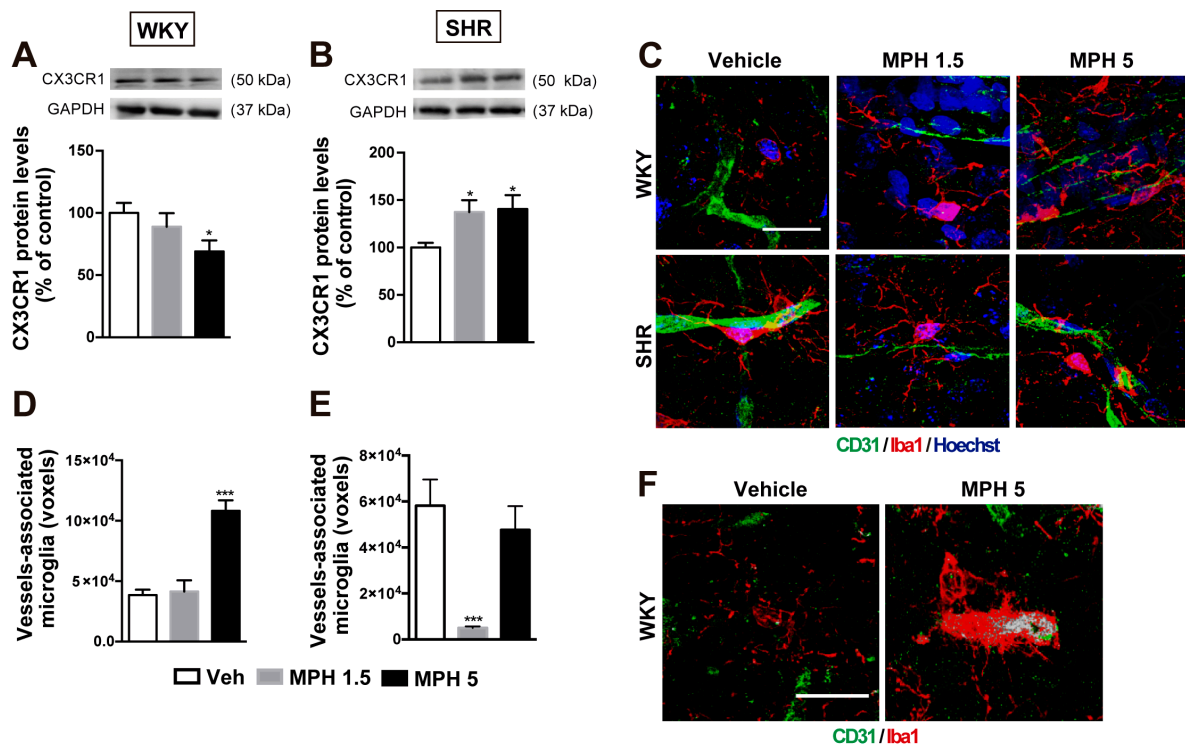 WKY
SHR
A
CX3CR1 (50 kDa)
GAPDH (37 kDa)
CX3CR1 protein levels
(% of control)
150
100
50
0
*
B
CX3CR1 (50 kDa)
GAPDH (37 kDa)
CX3CR1 protein levels
(% of control)
200
150
100
50
0
* *
C
Vehicle MPH 1.5 MPH 5
WKY
SHR
CD31/Iba1/Hoechst
D
Vessels-associated
microglia (voxels)
15×10⁴
10×10⁴
5×10⁴
0.0
***
E
Vessels-associated
microglia (voxels)
8×10⁴
6×10⁴
4×10⁴
2×10⁴
0
***
Veh MPH 1.5 MPH 5
F
Vehicle MPH 5
WKY
CD31/Iba1